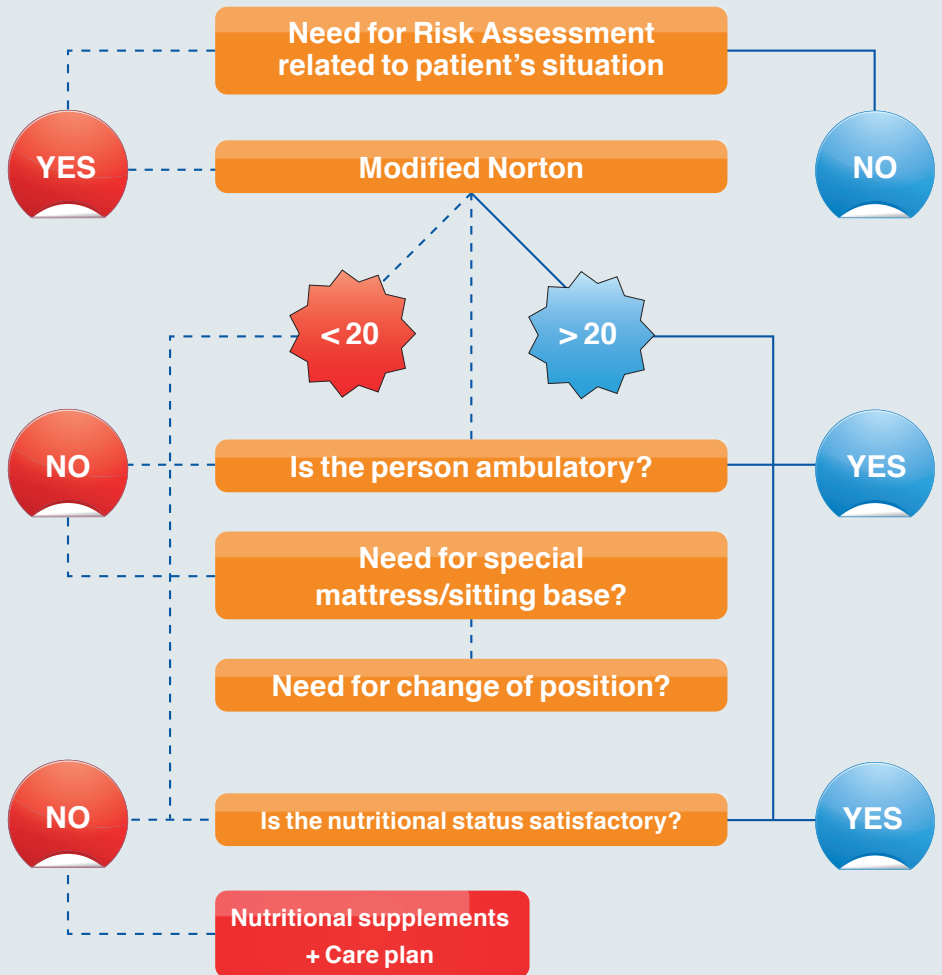 Need for Risk Assessment
related to patient's situation
YES
NO
Modified Norton
< 20
> 20
NO
Is the person ambulatory?
YES
Need for special
mattress/sitting base?
Need for change of position?
NO
Is the nutritional status satisfactory?
YES
Nutritional supplements
+ Care plan